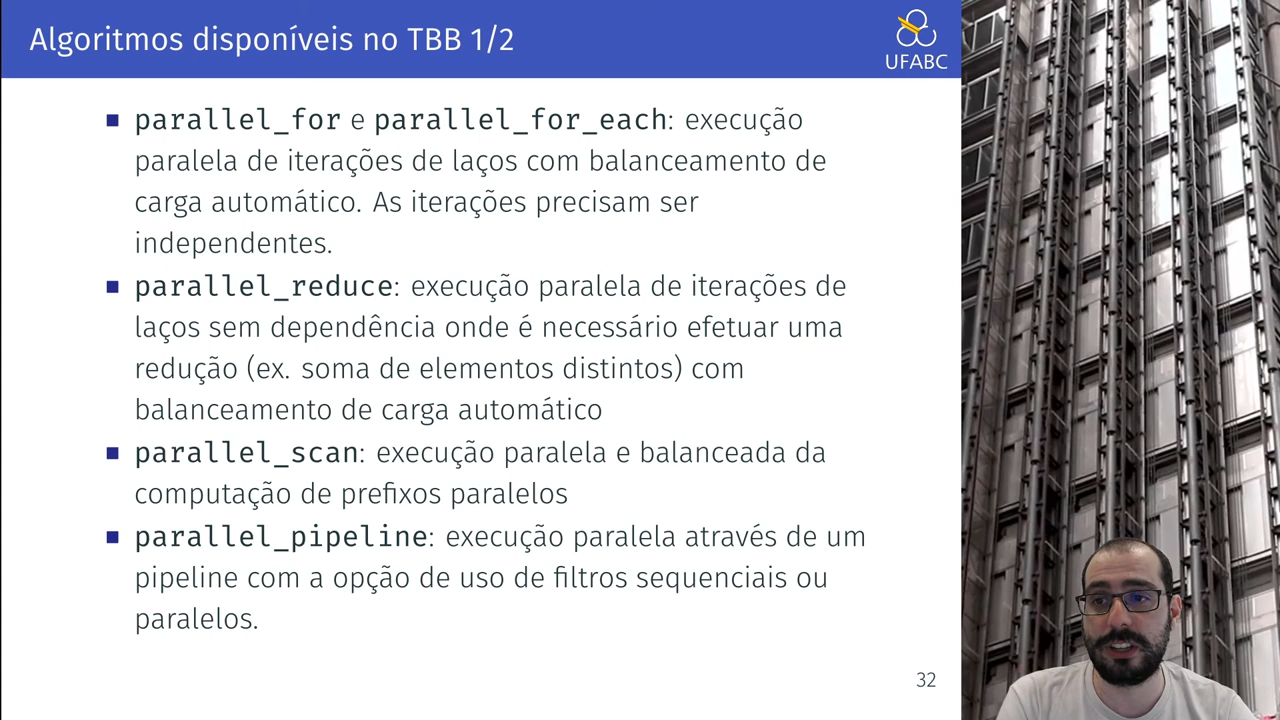 Algoritmos disponíveis no TBB 1/2
UFABC
parallel_for e parallel_for_each: execução
paralela de iterações de laços com balanceamento de
carga automático. As iterações precisam ser
independentes.
parallel_reduce: execução paralela de iterações de
laços sem dependência onde é necessário efetuar uma
redução (ex. soma de elementos distintos) com
balanceamento de carga automático
parallel_scan: execução paralela e balanceada da
computação de prefixos paralelos
parallel_pipeline: execução paralela através de um
pipeline com a opção de uso de filtros sequenciais ou
paralelos.
32